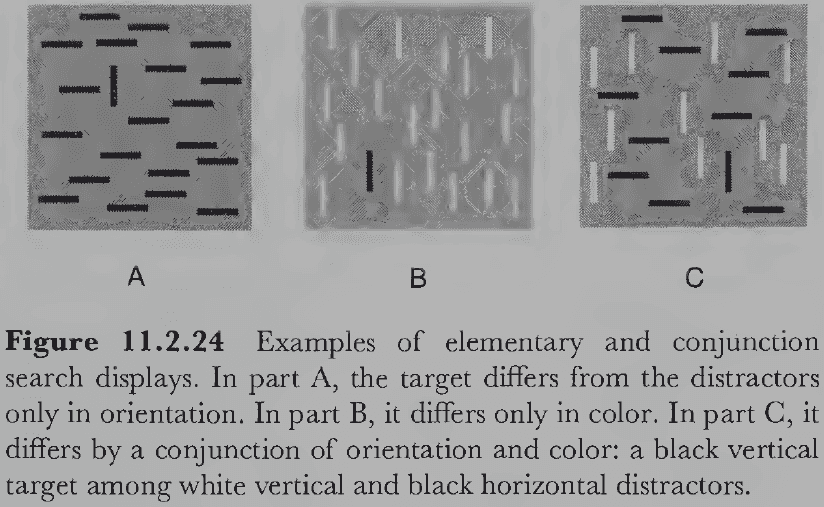 A B C
Figure 11.2.24 Examples of elementary and conjunction
search displays. In part A, the target differs from the distractors
only in orientation. In part B, it differs only in color. In part C, it
differs by a conjunction of orientation and color: a black vertical
target among white vertical and black horizontal distractors.